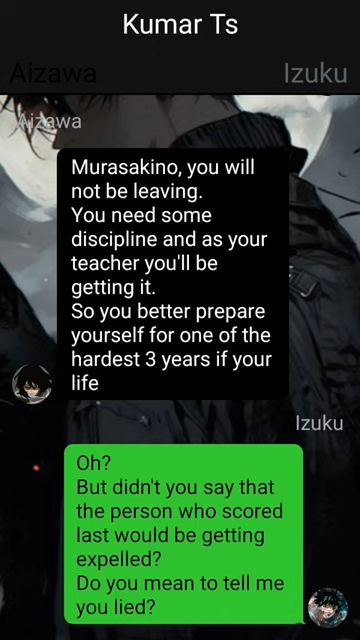 Kumar Ts
Aizawa
Izuku
Aizawa
Murasakino, you will
not be leaving.
You need some
discipline and as your
teacher you'll be
getting it.
So you better prepare
yourself for one of the
hardest 3 years if your
life
Izuku
Oh?
But didn't you say that
the person who scored
last would be getting
expelled?
Do you mean to tell me
you lied?